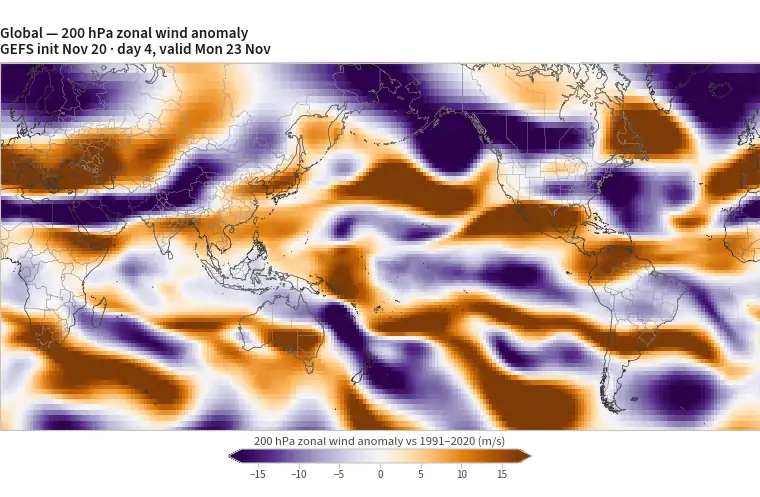 Global — 200 hPa zonal wind anomaly
GEFS init Nov 20 · day 4, valid Mon 23 Nov
200 hPa zonal wind anomaly vs 1991–2020 (m/s)
−15 −10 −5 0 5 10 15